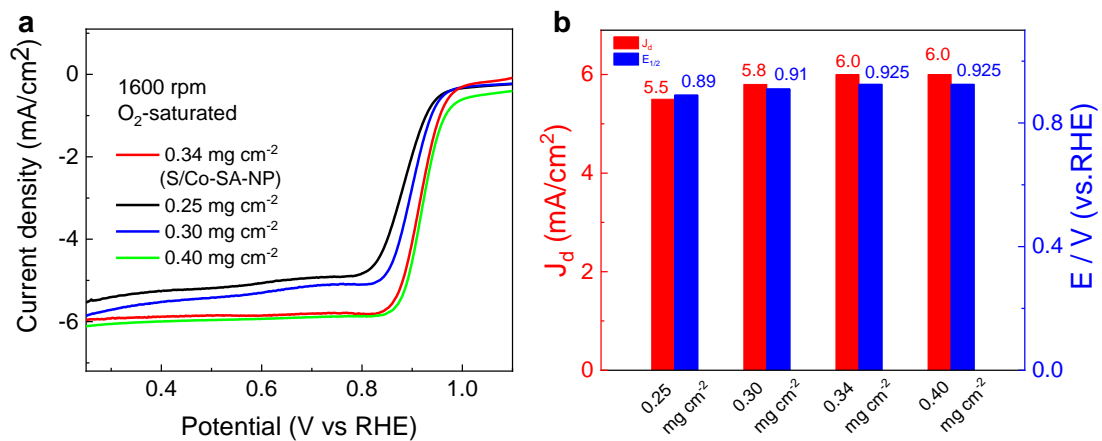 a
1600 rpm
O₂-saturated
0.34 mg cm⁻²
(S/Co-SA-NP)
0.25 mg cm⁻²
0.30 mg cm⁻²
0.40 mg cm⁻²
0
-2
-4
-6
Current density (mA/cm²)
0.4 0.6 0.8 1.0
Potential (V vs RHE)
b
J_d
E_1/2
5.5 0.89 5.8 0.91 6.0 0.925 6.0 0.925
6
4
2
0
J_d (mA/cm²)
0.8
0.4
0.0
E / V (vs.RHE)
0.25
mg cm⁻²
0.30
mg cm⁻²
0.34
mg cm⁻²
0.40
mg cm⁻²